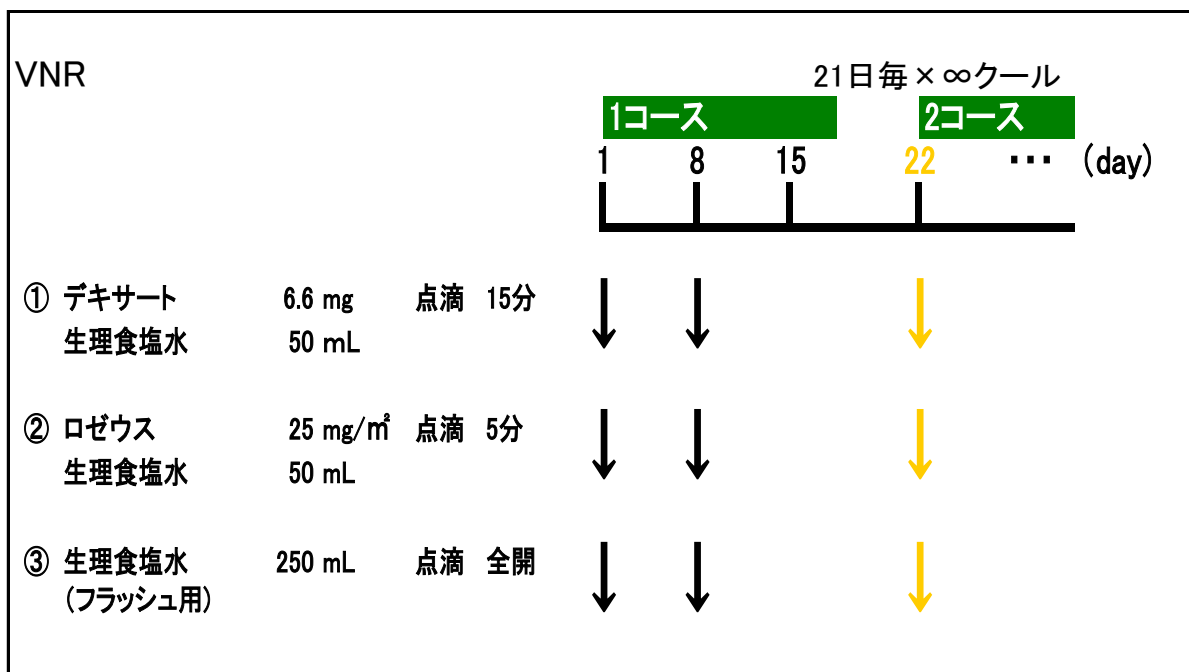 VNR
21日毎×∞クール
1コース 2コース
1 8 15 22 ・・・ (day)
① デキサート 6.6 mg 点滴 15分
生理食塩水 50 mL
② ロゼウス 25 mg/㎡ 点滴 5分
生理食塩水 50 mL
③ 生理食塩水 250 mL 点滴 全開
(フラッシュ用)